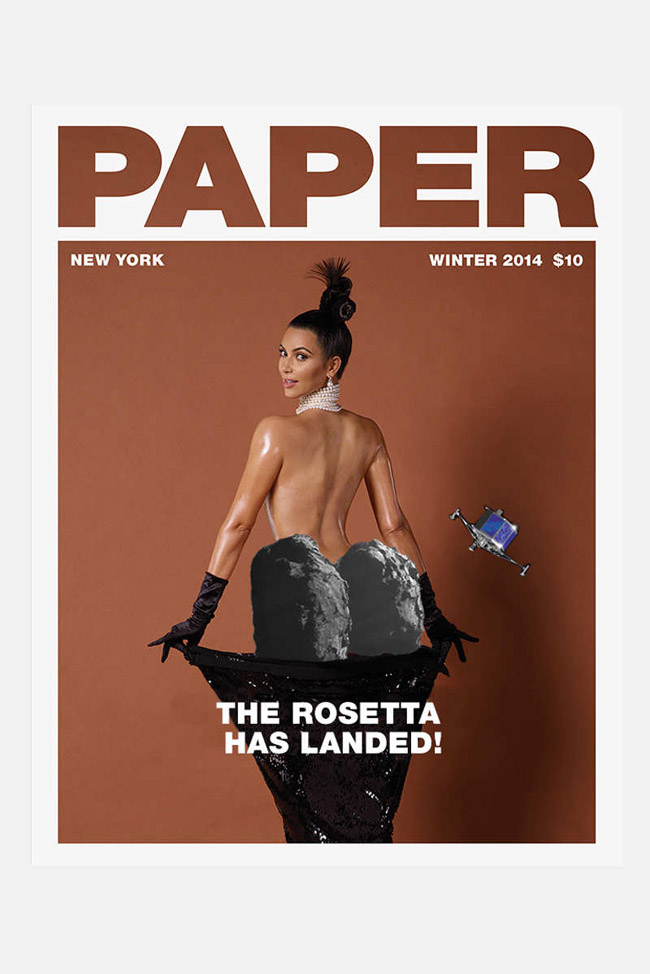 PAPER
NEW YORK
WINTER 2014 $10
THE ROSETTA
HAS LANDED!